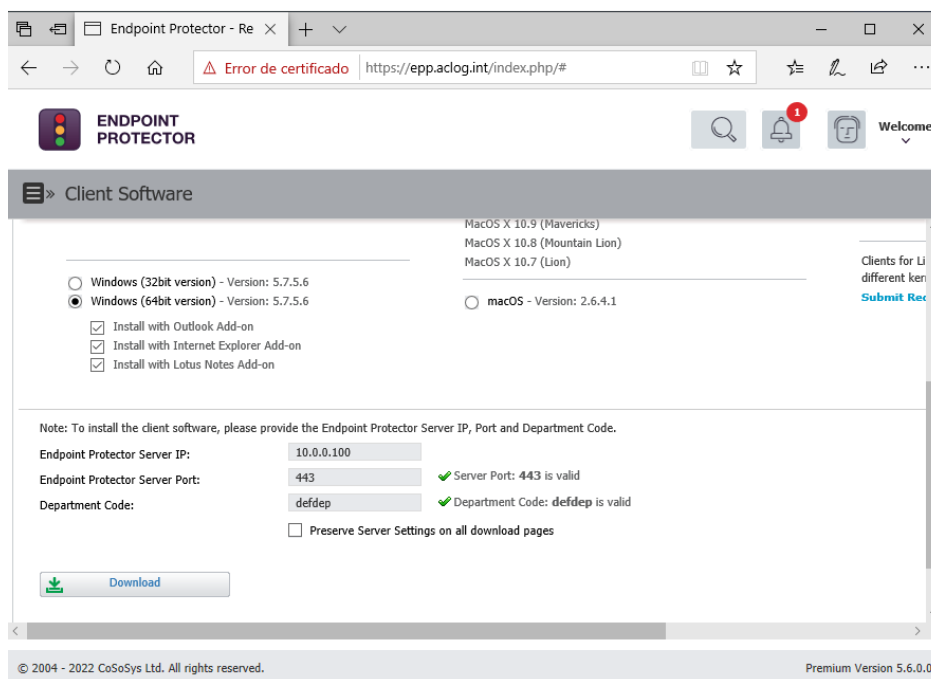 Endpoint Protector - Re
Error de certificado https://epp.aclog.int/index.php/#
ENDPOINT
PROTECTOR
1
Welcome
Client Software
MacOS X 10.9 (Mavericks)
MacOS X 10.8 (Mountain Lion)
MacOS X 10.7 (Lion)
Clients for Li
different ker
Submit Rec
Windows (32bit version) - Version: 5.7.5.6
Windows (64bit version) - Version: 5.7.5.6
macOS - Version: 2.6.4.1
Install with Outlook Add-on
Install with Internet Explorer Add-on
Install with Lotus Notes Add-on
Note: To install the client software, please provide the Endpoint Protector Server IP, Port and Department Code.
Endpoint Protector Server IP: 10.0.0.100
Endpoint Protector Server Port: 443 Server Port: 443 is valid
Department Code: defdep Department Code: defdep is valid
Preserve Server Settings on all download pages
Download
© 2004 - 2022 CoSoSys Ltd. All rights reserved. Premium Version 5.6.0.0